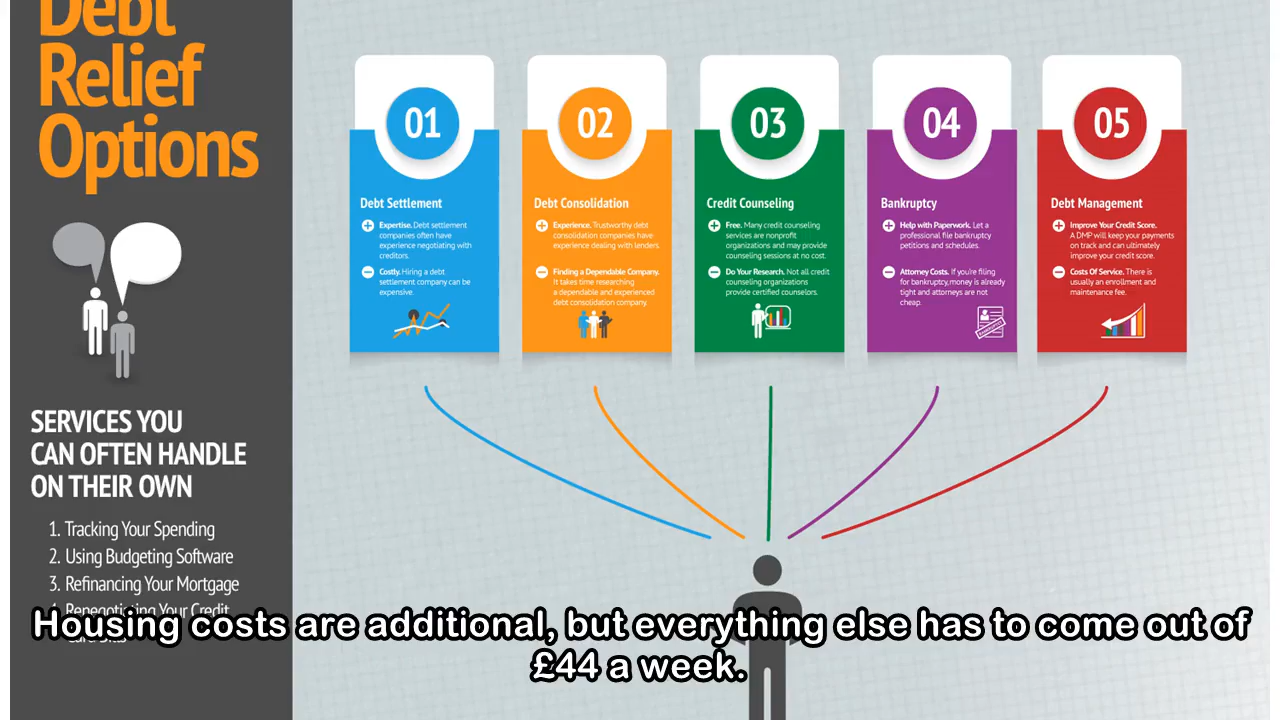 Debt
Relief
Options
SERVICES YOU
CAN OFTEN HANDLE
ON THEIR OWN
1. Tracking Your Spending
2. Using Budgeting Software
3. Refinancing Your Mortgage
4. Renegotiating Your Credit
01
Debt Settlement
Expertise. Debt settlement
companies often have
experience negotiating with
creditors.
Costly. Hiring a debt
settlement company can be
expensive.
02
Debt Consolidation
Experience. Trustworthy debt
consolidation companies have
experience dealing with lenders.
Finding a Dependable Company.
It takes time researching
a dependable and experienced
debt consolidation company.
03
Credit Counseling
Free. Many credit counseling
services are nonprofit
organizations and may provide
counseling sessions at no cost.
Do Your Research. Not all credit
counseling organizations
provide certified counselors.
04
Bankruptcy
Help with Paperwork. Let a
professional file bankruptcy
petitions and schedules.
Attorney Costs. If you're filing
for bankruptcy, money is already
tight and attorneys are not
cheap.
05
Debt Management
Improve Your Credit Score.
A DMP will keep your payments
on track and can ultimately
improve your credit score.
Costs Of Service. There is
usually an enrollment and
maintenance fee.
Housing costs are additional, but everything else has to come out of
£44 a week.